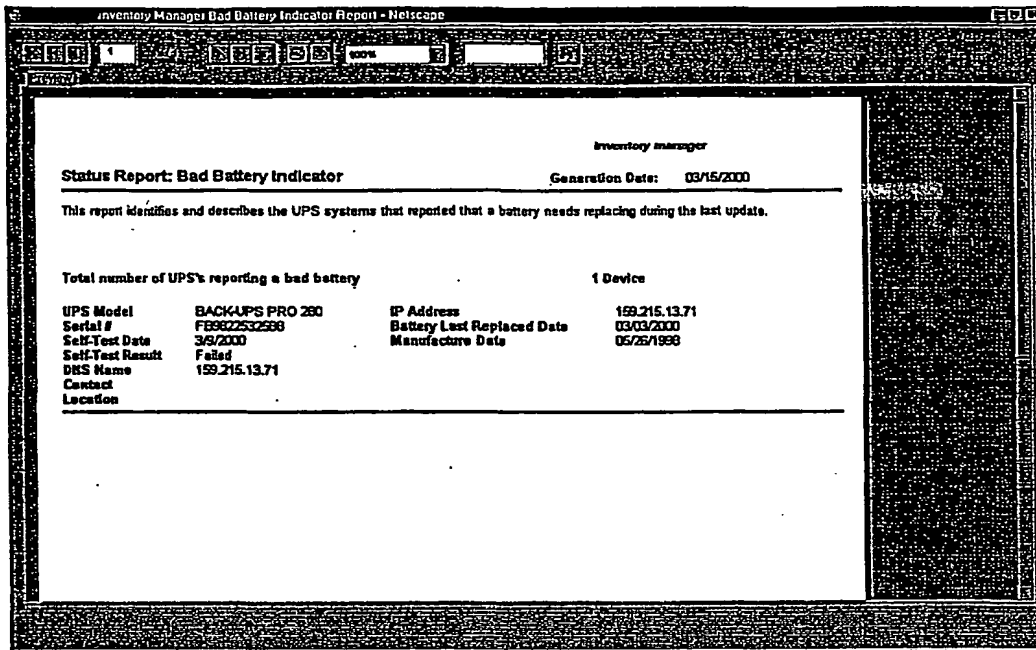 Inventory Manager Bad Battery Indicator Report - Netscape
1
100%
Preview
Inventory manager
Status Report: Bad Battery Indicator Generation Date: 03/15/2000
This report identifies and describes the UPS systems that reported that a battery needs replacing during the last update.
Total number of UPS's reporting a bad battery 1 Device
UPS Model BACK-UPS PRO 280 IP Address 159.215.13.71
Serial # FB9822532588 Battery Last Replaced Date 03/03/2000
Self-Test Date 3/9/2000 Manufacture Date 05/26/1998
Self-Test Result Failed
DNS Name 159.215.13.71
Contact
Location